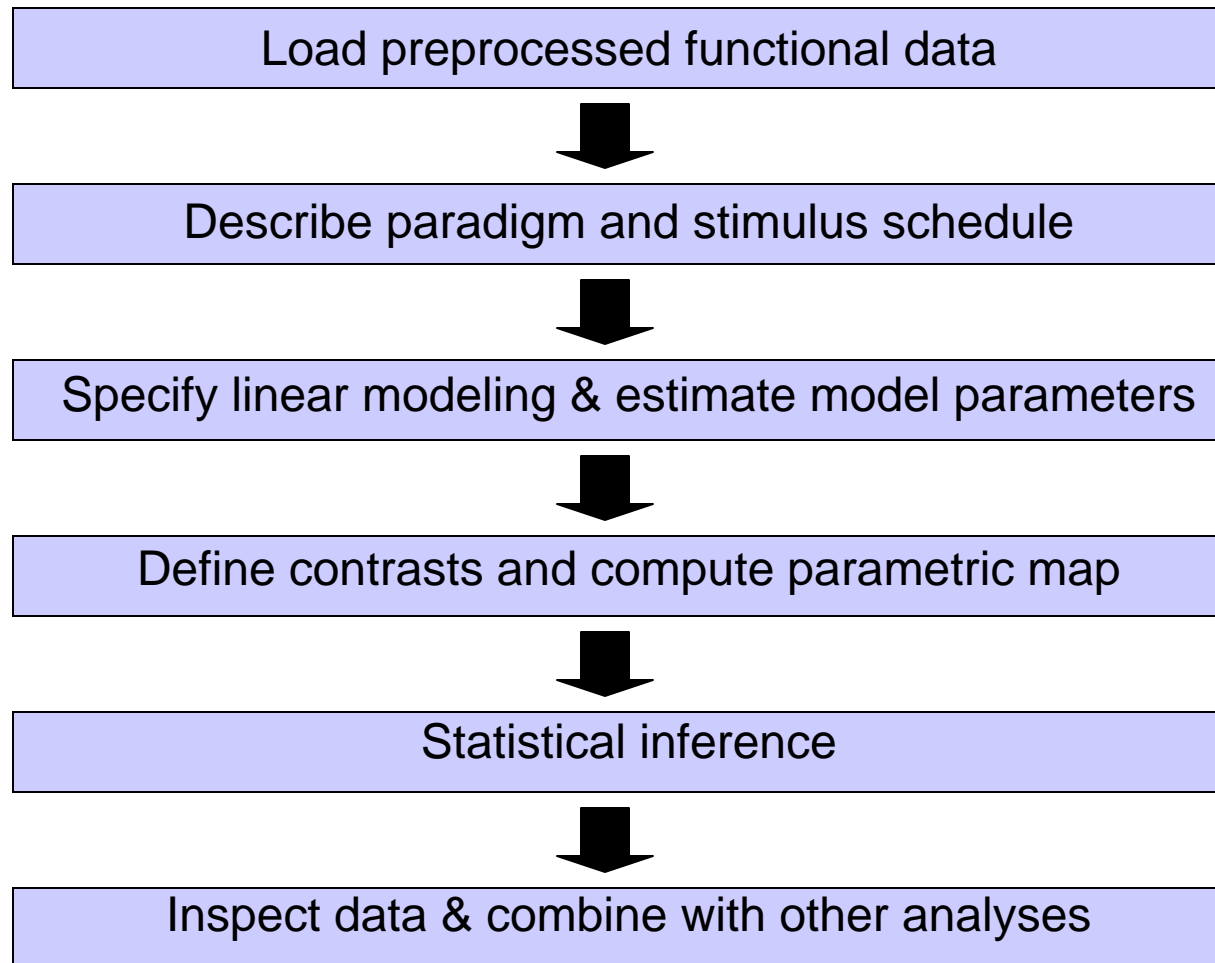 Load preprocessed functional data
Describe paradigm and stimulus schedule
Specify linear modeling & estimate model parameters
Define contrasts and compute parametric map
Statistical inference
Inspect data & combine with other analyses